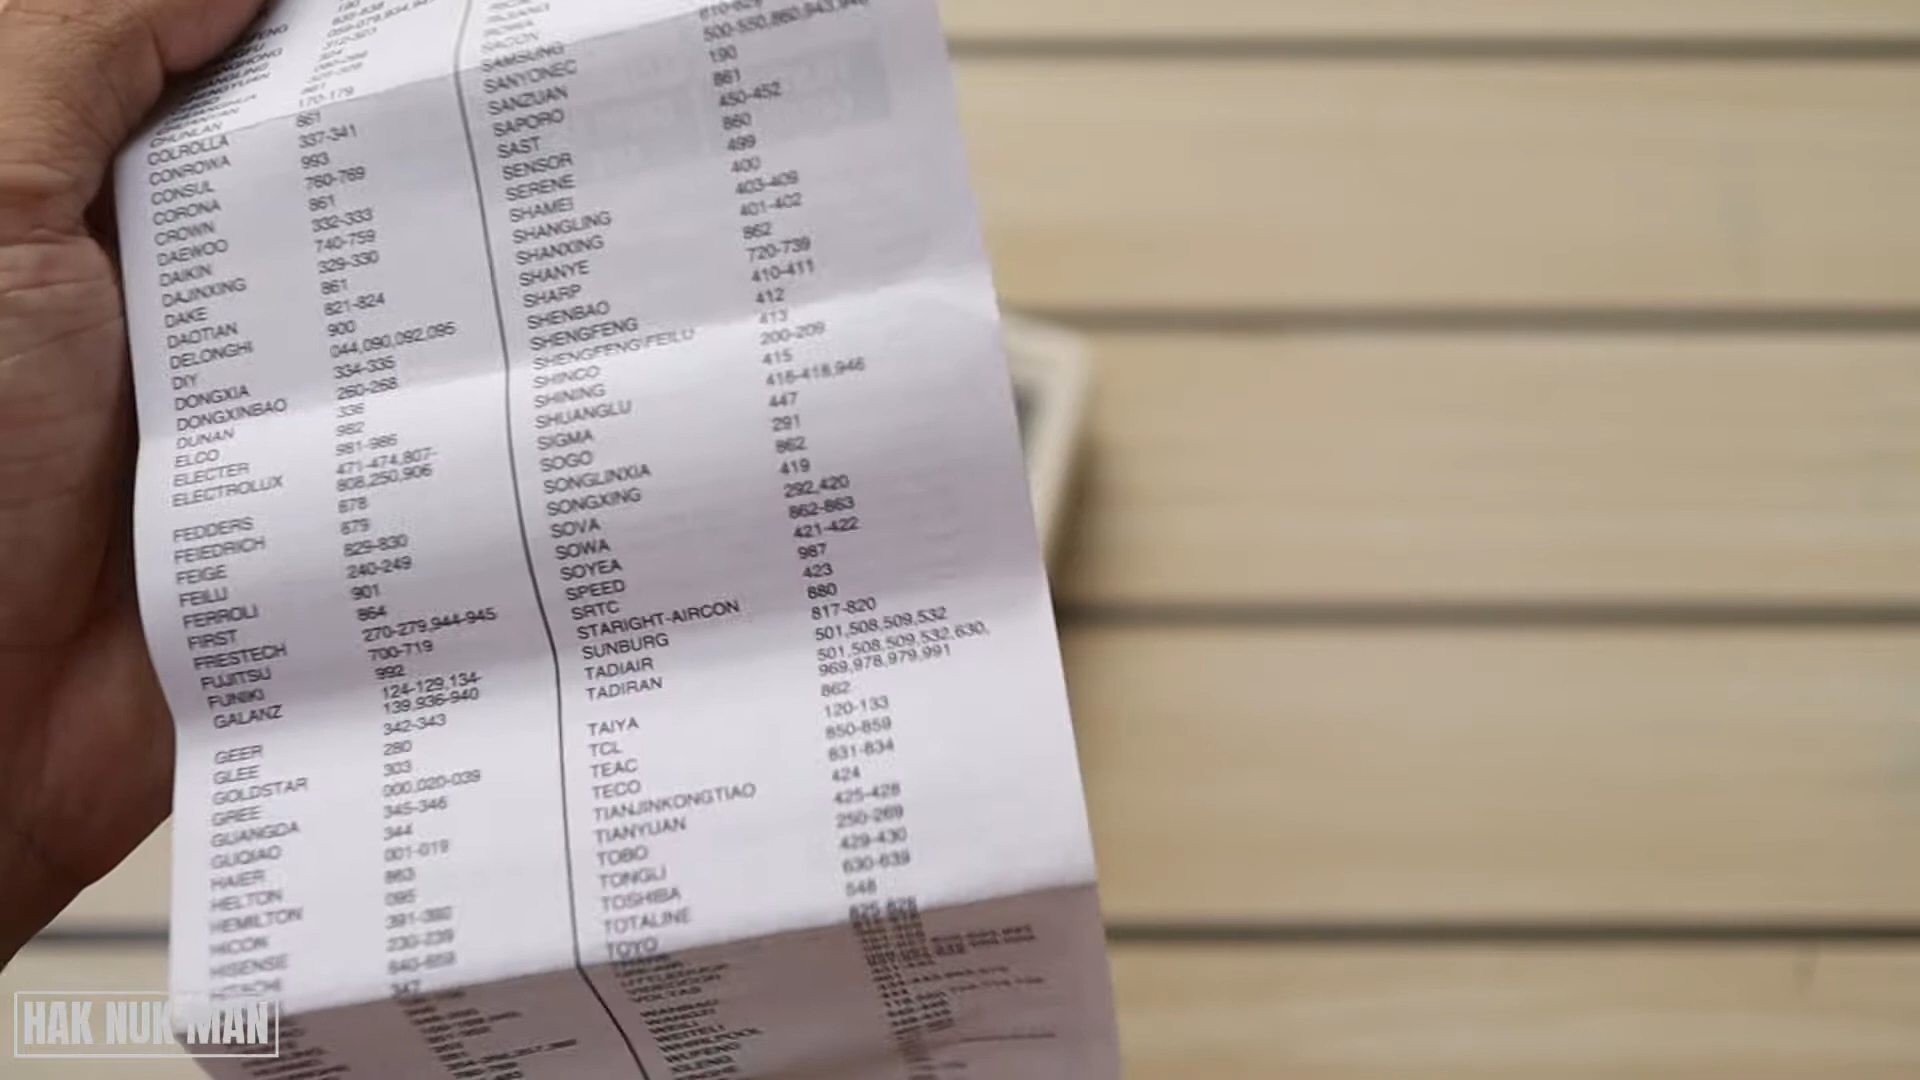 COLROLLA
CONROWA
CONSUL
CORONA
CROWN
DAEWOO
DAIKIN
DAJINXING
DAKE
DAOTIAN
DELONGHI
DIY
DONGXIA
DONGXINBAO
DUNAN
ELCO
ELECTER
ELECTROLUX
FEDDERS
FEIEDRICH
FEIGE
FEILU
FERROLI
FIRST
FRESTECH
FUJITSU
FUNIKI
GALANZ
GEER
GLEE
GOLDSTAR
GREE
GUANGDA
GUQIAO
HAIER
HELTON
HEMILTON
HICON
HISENSE
HITACHI
170-179
861
337-341
993
760-769
861
332-333
740-759
329-330
861
821-824
900
044,090,092,095
334-335
260-268
336
982
981-986
471-474,807-
808,250,906
878
879
829-830
240-249
901
864
270-279,944-945
700-719
992
124-129,134-
139,936-940
342-343
280
303
000,020-039
345-346
344
001-019
863
095
230-239
347
SACON
SAMSUNG
SANYONEC
SANZUAN
SAPORO
SAST
SENSOR
SERENE
SHAMEI
SHANGLING
SHANXING
SHANYE
SHARP
SHENBAO
SHENGFENG
SHENGFENG\FEILU
SHINCO
SHINING
SHUANGLU
SIGMA
SOGO
SONGLINXIA
SONGXING
SOVA
SOWA
SOYEA
SPEED
SRTC
STARIGHT-AIRCON
SUNBURG
TADIAIR
TADIRAN
TAIYA
TCL
TEAC
TECO
TIANJINKONGTIAO
TIANYUAN
TOBO
TONGLI
TOSHIBA
TOTALINE
TOYO
190
861
450-452
860
499
400
403-409
401-402
862
720-739
410-411
412
413
200-209
415
416-418,946
447
291
862
419
292,420
862-863
421-422
987
423
880
817-820
501,508,509,532
501,508,509,532,630,
969,978,979,991
862
120-133
850-859
831-834
424
425-428
250-269
429-430
630-639
548
HAK NUK MAN